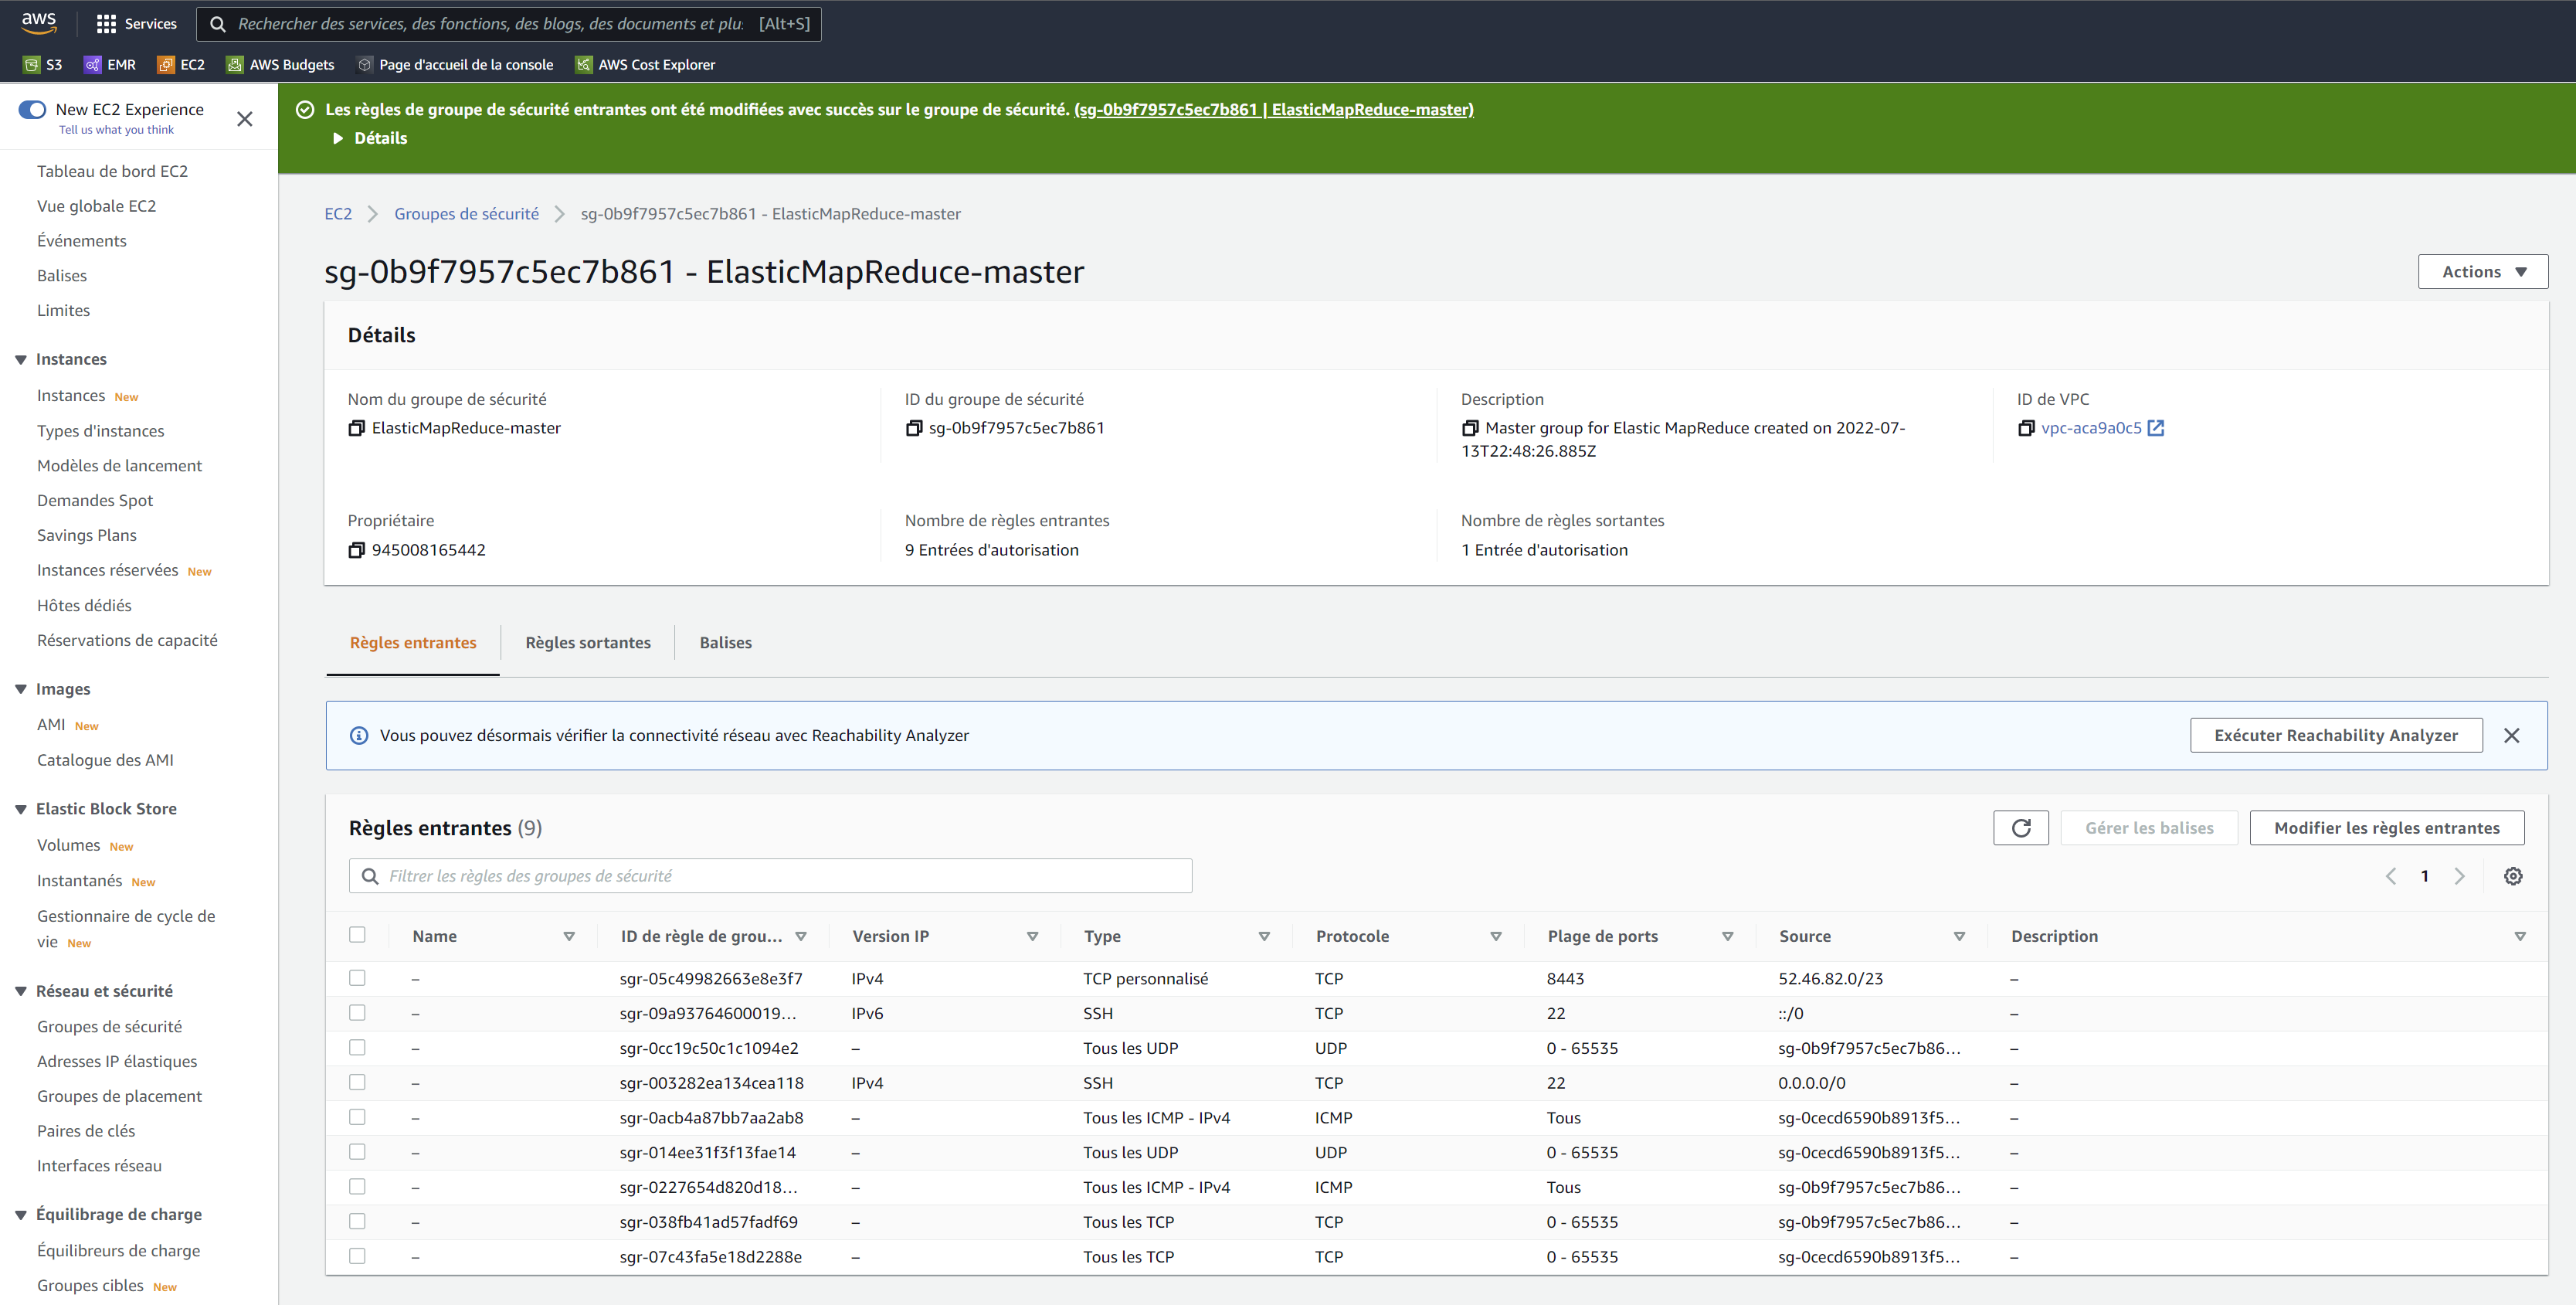 aws
Services
Rechercher des services, des fonctions, des blogs, des documents et plu: [Alt+S]
S3 EMR EC2 AWS Budgets Page d'accueil de la console AWS Cost Explorer
New EC2 Experience
Tell us what you think
Tableau de bord EC2
Vue globale EC2
Événements
Balises
Limites
Instances
Instances New
Types d'instances
Modèles de lancement
Demandes Spot
Savings Plans
Instances réservées New
Hôtes dédiés
Réservations de capacité
Images
AMI New
Catalogue des AMI
Elastic Block Store
Volumes New
Instantanés New
Gestionnaire de cycle de
vie New
Réseau et sécurité
Groupes de sécurité
Adresses IP élastiques
Groupes de placement
Paires de clés
Interfaces réseau
Équilibrage de charge
Équilibreurs de charge
Groupes cibles New
Les règles de groupe de sécurité entrantes ont été modifiées avec succès sur le groupe de sécurité. (sg-0b9f7957c5ec7b861 | ElasticMapReduce-master)
Détails
EC2 Groupes de sécurité sg-0b9f7957c5ec7b861 - ElasticMapReduce-master
sg-0b9f7957c5ec7b861 - ElasticMapReduce-master
Actions
Détails
Nom du groupe de sécurité
ElasticMapReduce-master
ID du groupe de sécurité
sg-0b9f7957c5ec7b861
Description
Master group for Elastic MapReduce created on 2022-07-
13T22:48:26.885Z
ID de VPC
vpc-aca9a0c5
Propriétaire
945008165442
Nombre de règles entrantes
9 Entrées d'autorisation
Nombre de règles sortantes
1 Entrée d'autorisation
Règles entrantes Règles sortantes Balises
Vous pouvez désormais vérifier la connectivité réseau avec Reachability Analyzer
Exécuter Reachability Analyzer
Règles entrantes (9)
Gérer les balises
Modifier les règles entrantes
Filtrer les règles des groupes de sécurité
1
Name ID de règle de grou... Version IP Type Protocole Plage de ports Source Description
– sgr-05c49982663e8e3f7 IPv4 TCP personnalisé TCP 8443 52.46.82.0/23 –
– sgr-09a93764600019... IPv6 SSH TCP 22 ::/0 –
– sgr-0cc19c50c1c1094e2 – Tous les UDP UDP 0 - 65535 sg-0b9f7957c5ec7b86... –
– sgr-003282ea134cea118 IPv4 SSH TCP 22 0.0.0.0/0 –
– sgr-0acb4a87bb7aa2ab8 – Tous les ICMP - IPv4 ICMP Tous sg-0cecd6590b8913f5... –
– sgr-014ee31f3f13fae14 – Tous les UDP UDP 0 - 65535 sg-0cecd6590b8913f5... –
– sgr-0227654d820d18... – Tous les ICMP - IPv4 ICMP Tous sg-0b9f7957c5ec7b86... –
– sgr-038fb41ad57fadf69 – Tous les TCP TCP 0 - 65535 sg-0b9f7957c5ec7b86... –
– sgr-07c43fa5e18d2288e – Tous les TCP TCP 0 - 65535 sg-0cecd6590b8913f5... –